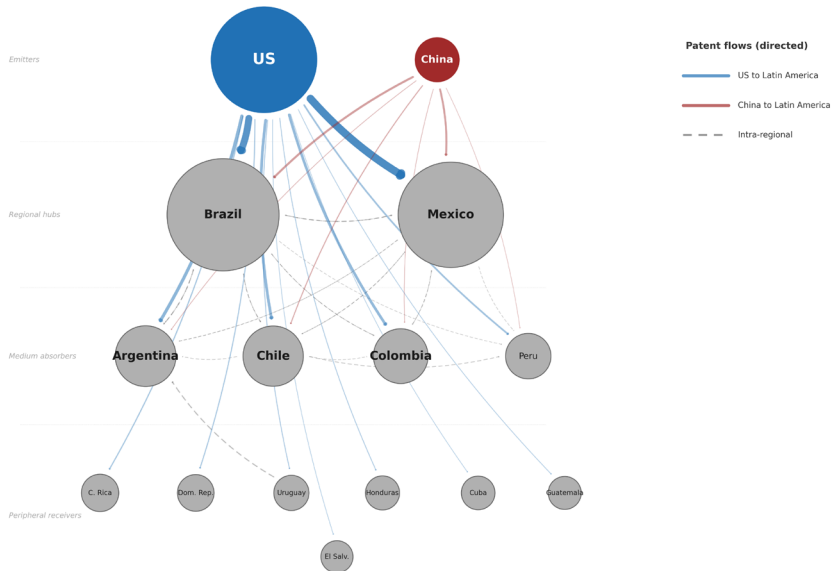 US
China
Emitters
Patent flows (directed)
US to Latin America
China to Latin America
Intra-regional
Regional hubs
Brazil
Mexico
Medium absorbers
Argentina
Chile
Colombia
Peru
C. Rica
Dom. Rep.
Uruguay
Honduras
Cuba
Guatemala
Peripheral receivers
El Salv.